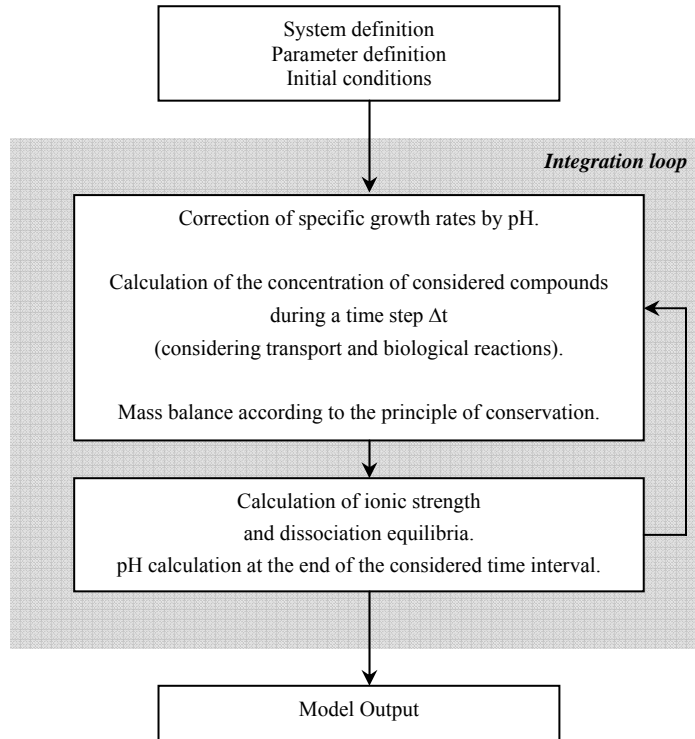 System definition
Parameter definition
Initial conditions
Integration loop
Correction of specific growth rates by pH.
Calculation of the concentration of considered compounds
during a time step Δt
(considering transport and biological reactions).
Mass balance according to the principle of conservation.
Calculation of ionic strength
and dissociation equilibria.
pH calculation at the end of the considered time interval.
Model Output